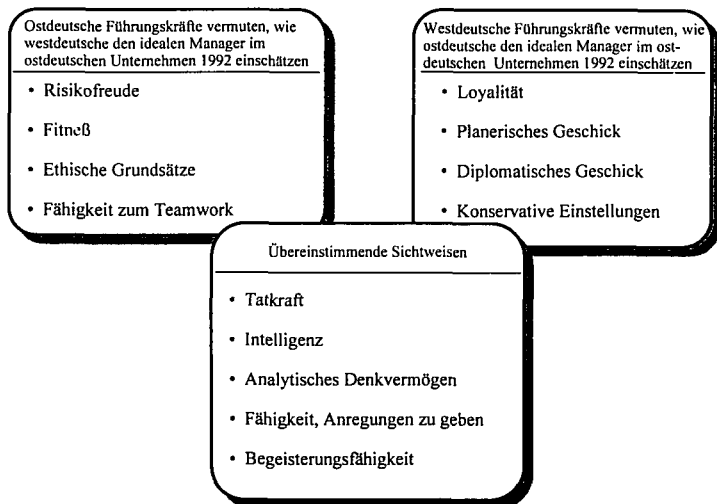 Ostdeutsche Führungskräfte vermuten, wie
westdeutsche den idealen Manager im
ostdeutschen Unternehmen 1992 einschätzen
• Risikofreude
• Fitneß
• Ethische Grundsätze
• Fähigkeit zum Teamwork
Westdeutsche Führungskräfte vermuten, wie
ostdeutsche den idealen Manager im ost-
deutschen Unternehmen 1992 einschätzen
• Loyalität
• Planerisches Geschick
• Diplomatisches Geschick
• Konservative Einstellungen
Übereinstimmende Sichtweisen
• Tatkraft
• Intelligenz
• Analytisches Denkvermögen
• Fähigkeit, Anregungen zu geben
• Begeisterungsfähigkeit